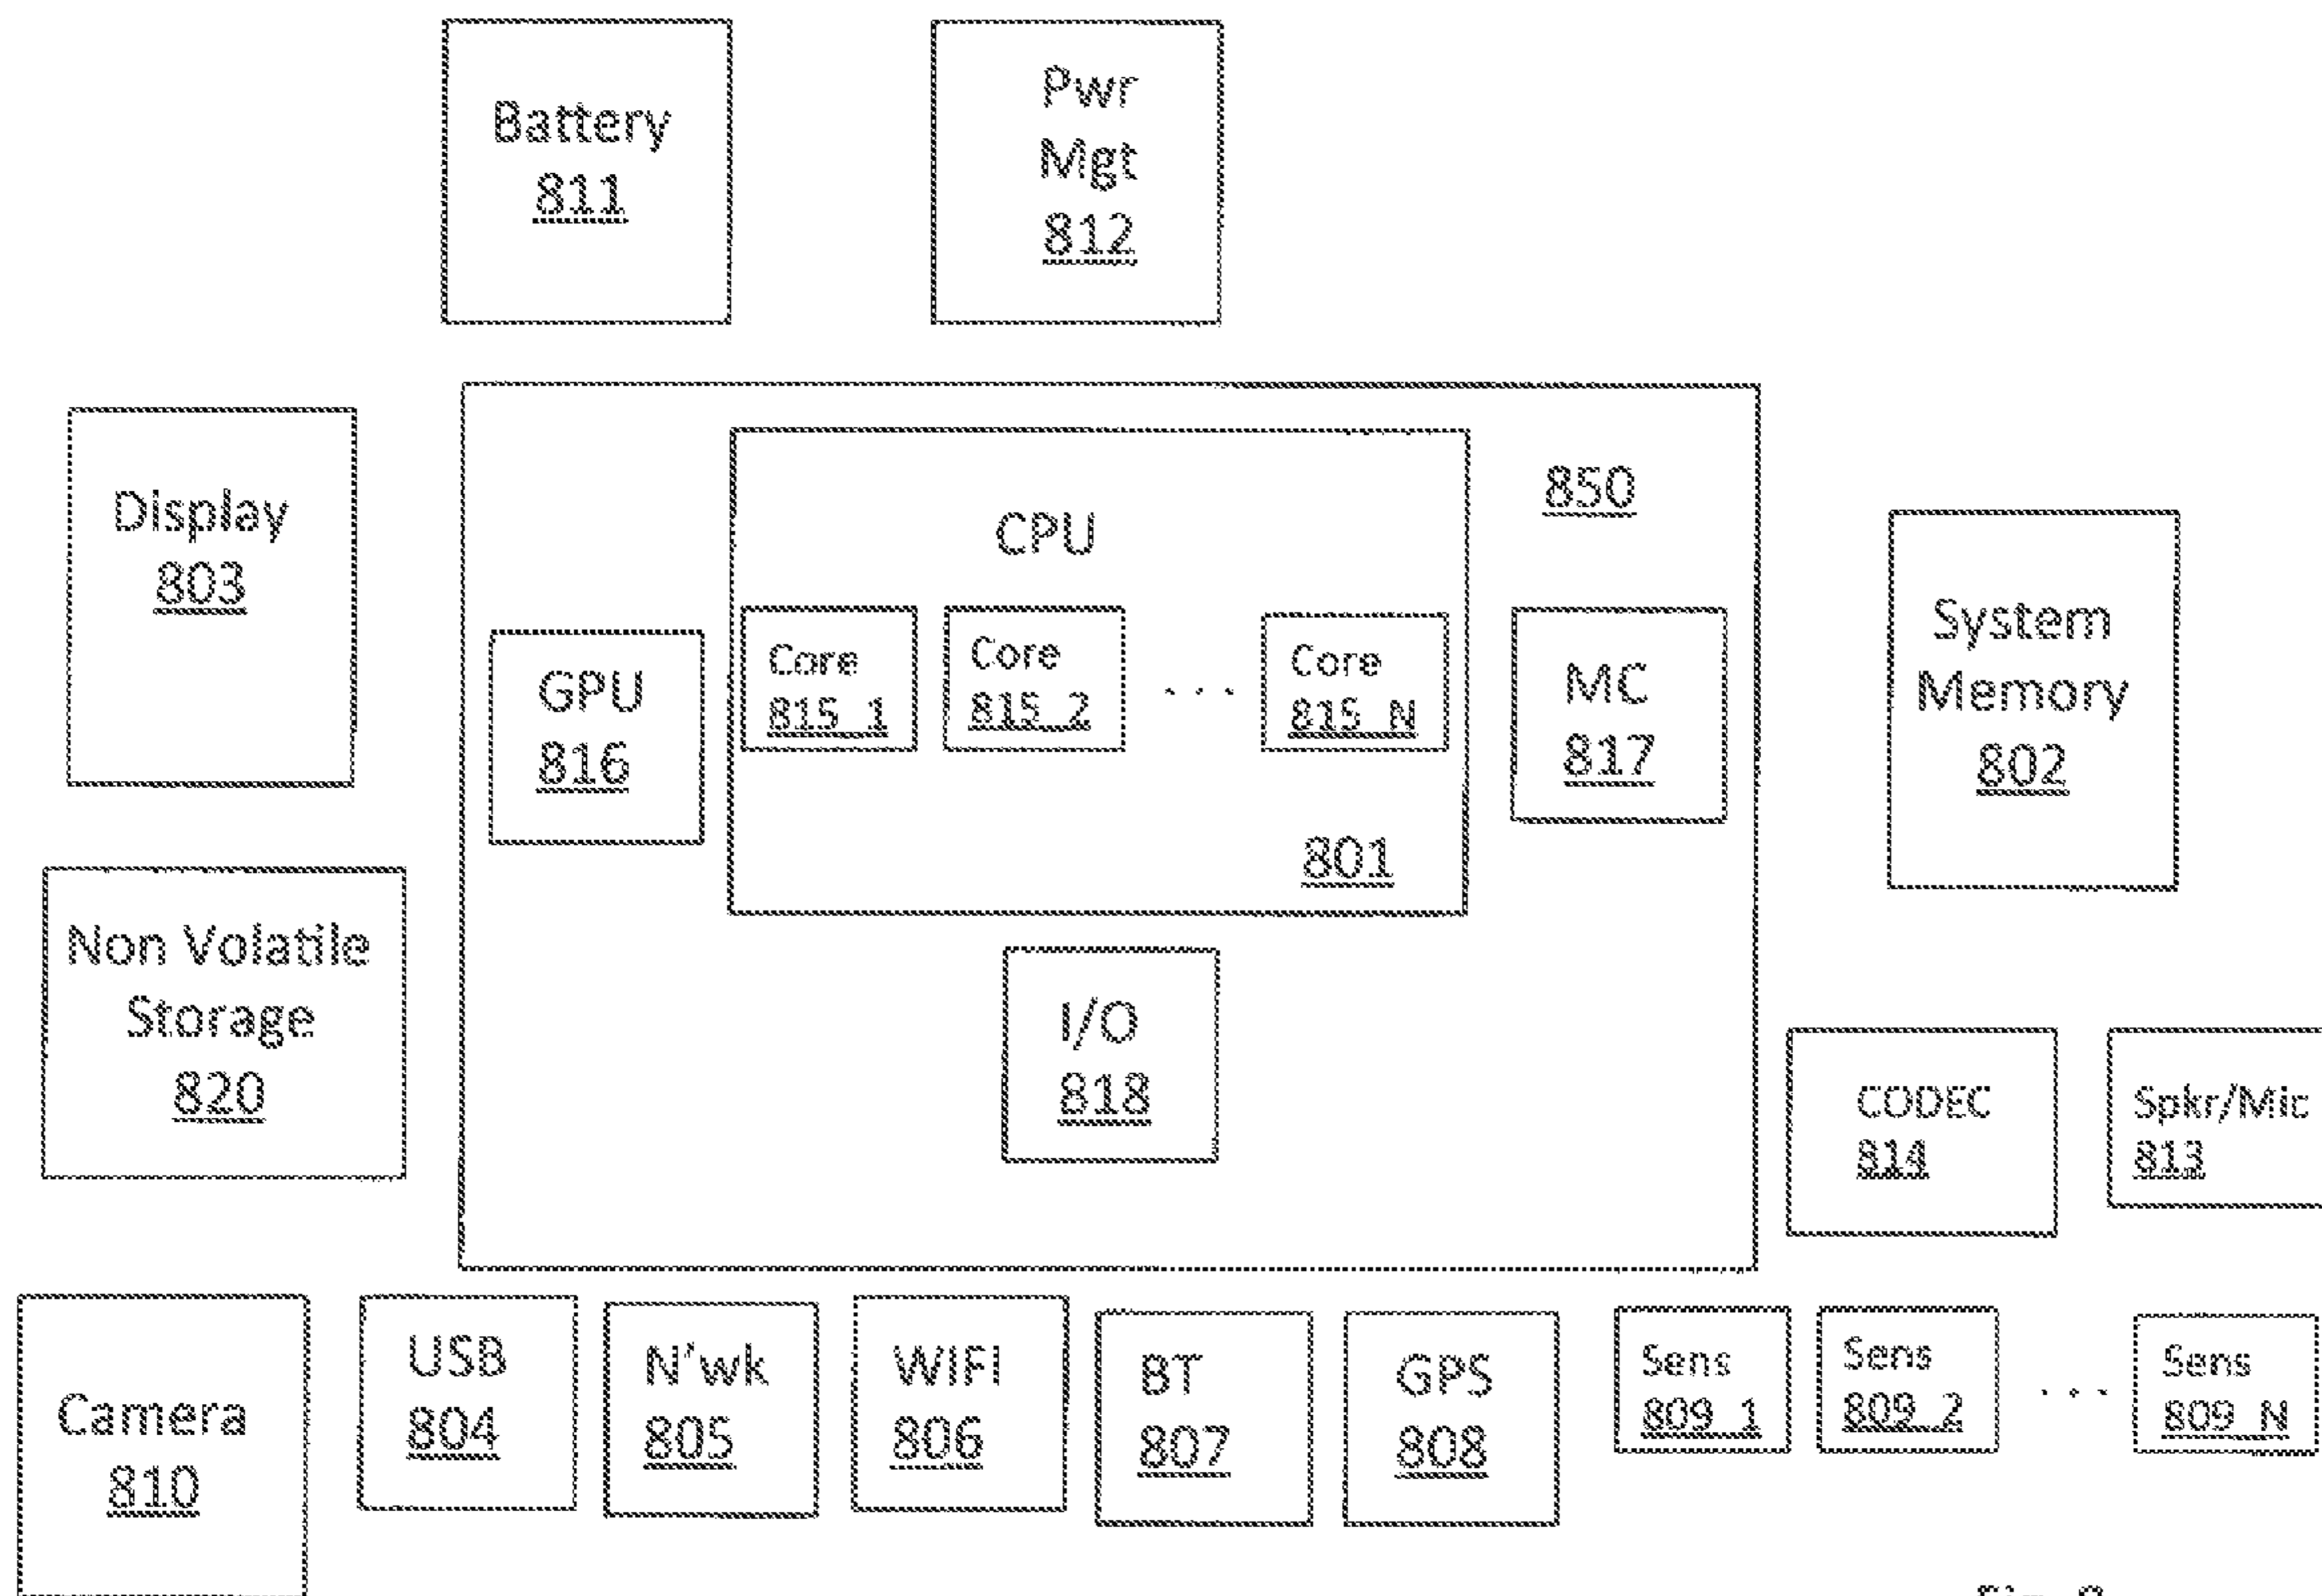 Battery
811
Pwr
Mgt
812
Display
803
CPU
850
GPU
816
Core
815_1
Core
815_2
. . .
Core
815_N
MC
817
801
System
Memory
802
Non Volatile
Storage
820
I/O
818
CODEC
814
Spkr/Mic
813
Camera
810
USB
804
N'wk
805
WIFI
806
BT
807
GPS
808
Sens
809_1
Sens
809_2
. . .
Sens
809_N